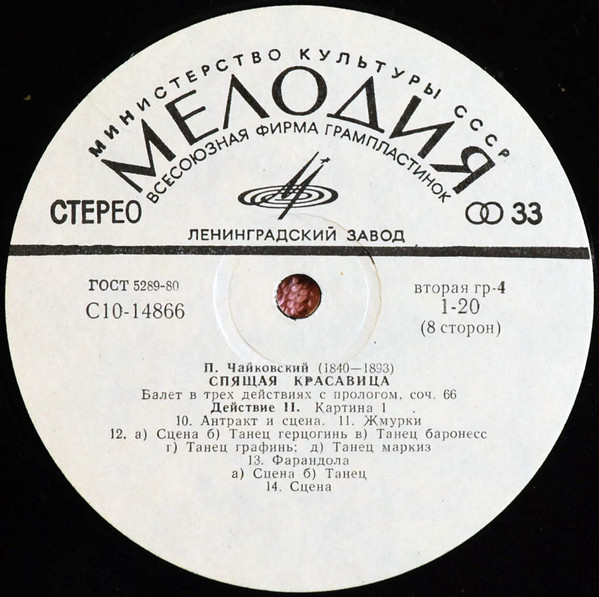 МИНИСТЕРСТВО КУЛЬТУРЫ СССР
МЕЛОДИЯ
ВСЕСОЮЗНАЯ ФИРМА ГРАМПЛАСТИНОК
СТЕРЕО
33
ЛЕНИНГРАДСКИЙ ЗАВОД
ГОСТ 5289-80
С10-14866
вторая гр-4
1-20
(8 сторон)
П. Чайковский (1840—1893)
СПЯЩАЯ КРАСАВИЦА
Балет в трех действиях с прологом, соч. 66
Действие II. Картина 1
10. Антракт и сцена. 11. Жмурки
12. а) Сцена б) Танец герцогинь в) Танец баронесс
г) Танец графинь; д) Танец маркиз
13. Фарандола
а) Сцена б) Танец
14. Сцена